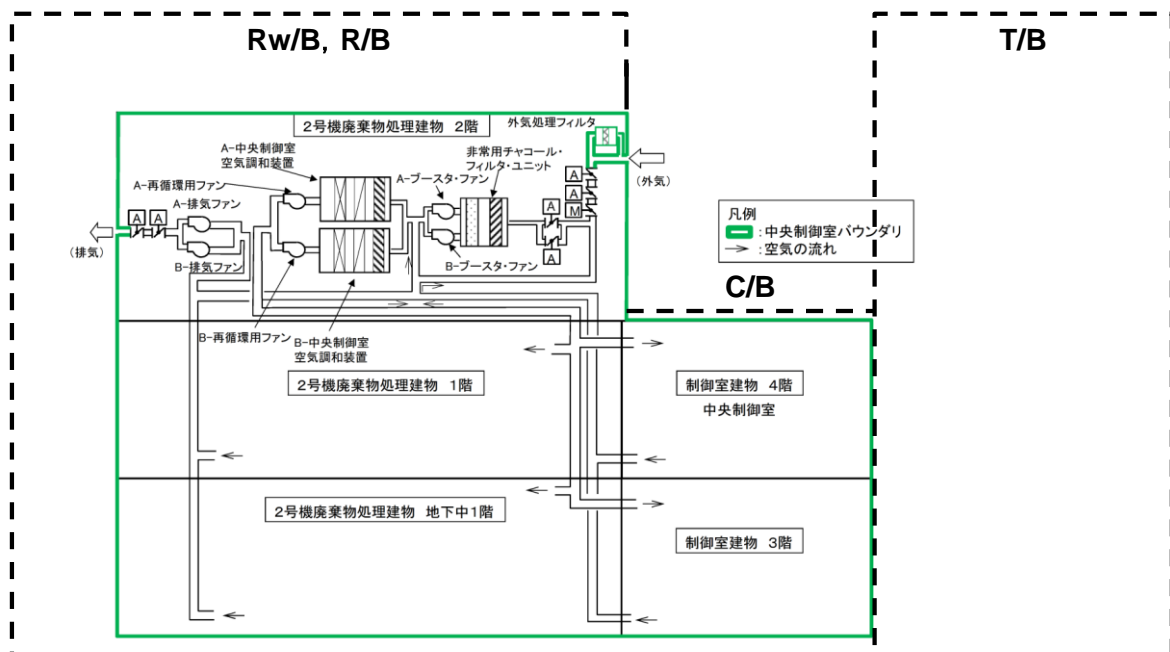 Rw/B, R/B
T/B
2号機廃棄物処理建物 2階
外気処理フィルタ
A-中央制御室
空気調和装置
非常用チャコール・
フィルタ・ユニット
A-再循環用ファン
A-ブースタ・ファン
A
(外気)
A
A-排気ファン
A
A
A
M
凡例
:中央制御室バウンダリ
:空気の流れ
(排気)
B-排気ファン
A
B-ブースタ・ファン
C/B
B-再循環用ファン
B-中央制御室
空気調和装置
2号機廃棄物処理建物 1階
制御室建物 4階
中央制御室
2号機廃棄物処理建物 地下中1階
制御室建物 3階